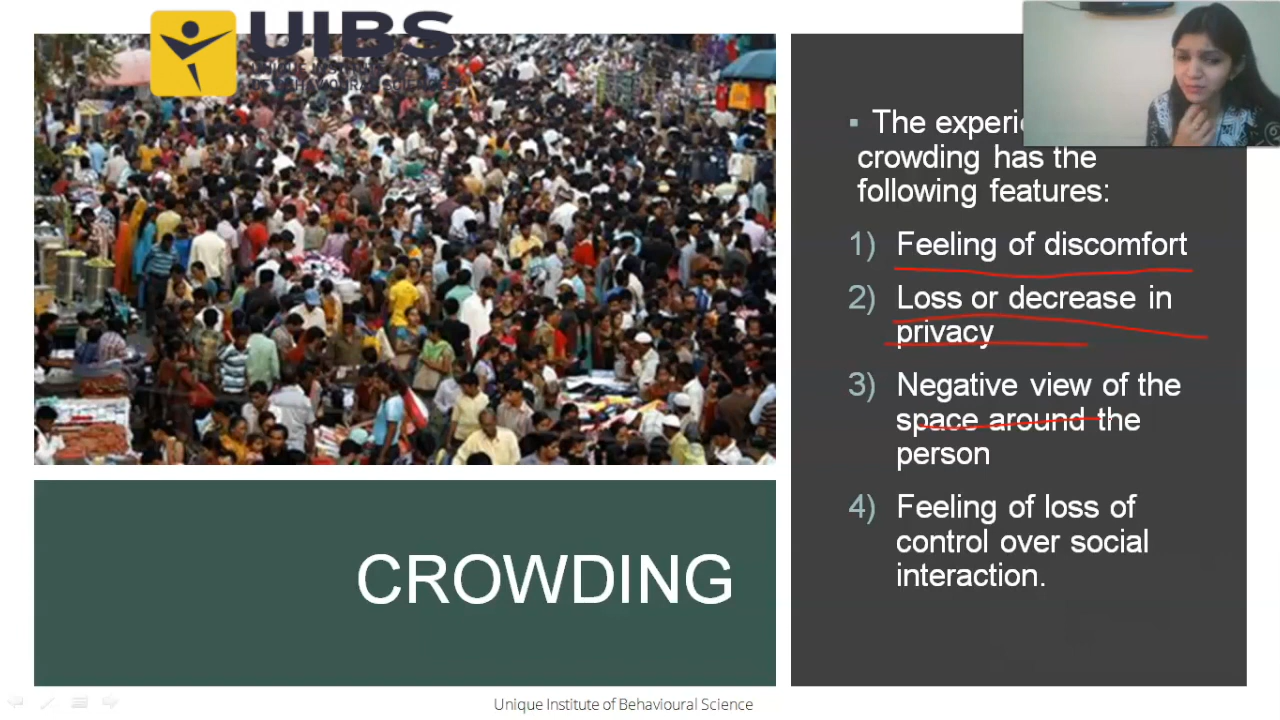 UIBS
The experi
crowding has the
following features:
1) Feeling of discomfort
2) Loss or decrease in
privacy
3) Negative view of the
space around the
person
4) Feeling of loss of
control over social
interaction.
CROWDING
Unique Institute of Behavioural Science